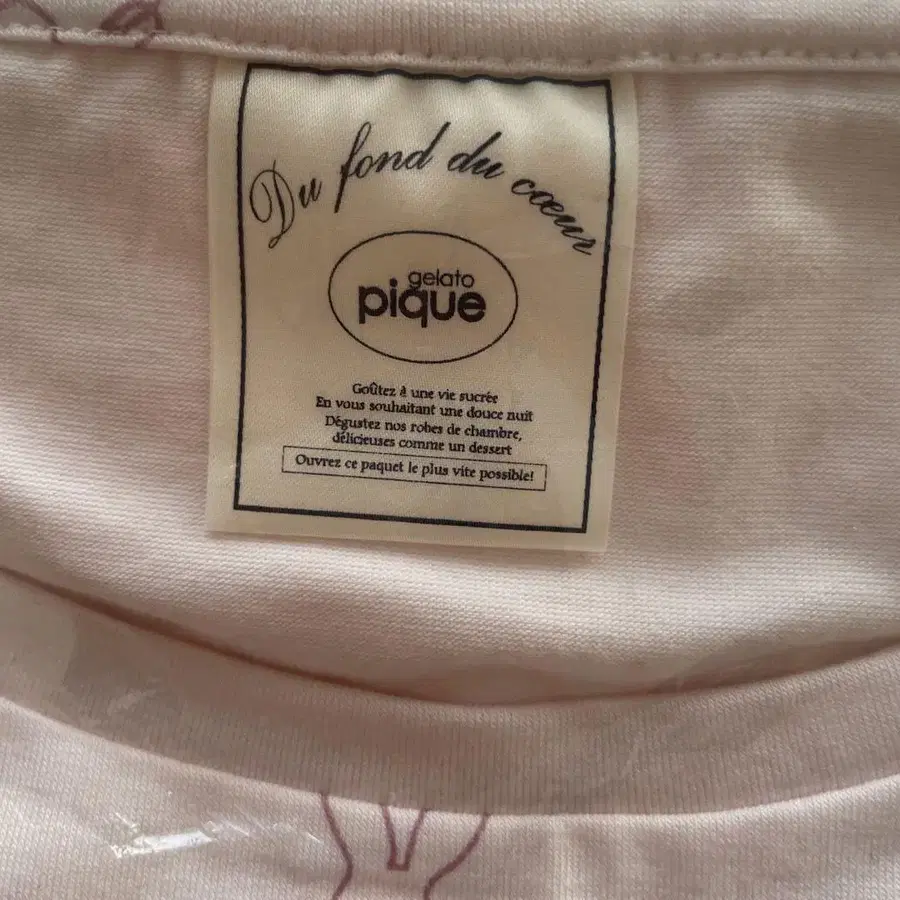 Du fond du cœur
gelato
pique
Goûtez à une vie sucrée
En vous souhaitant une douce nuit
Dégustez nos robes de chambre,
délicieuses comme un dessert
Ouvrez ce paquet le plus vite possible!